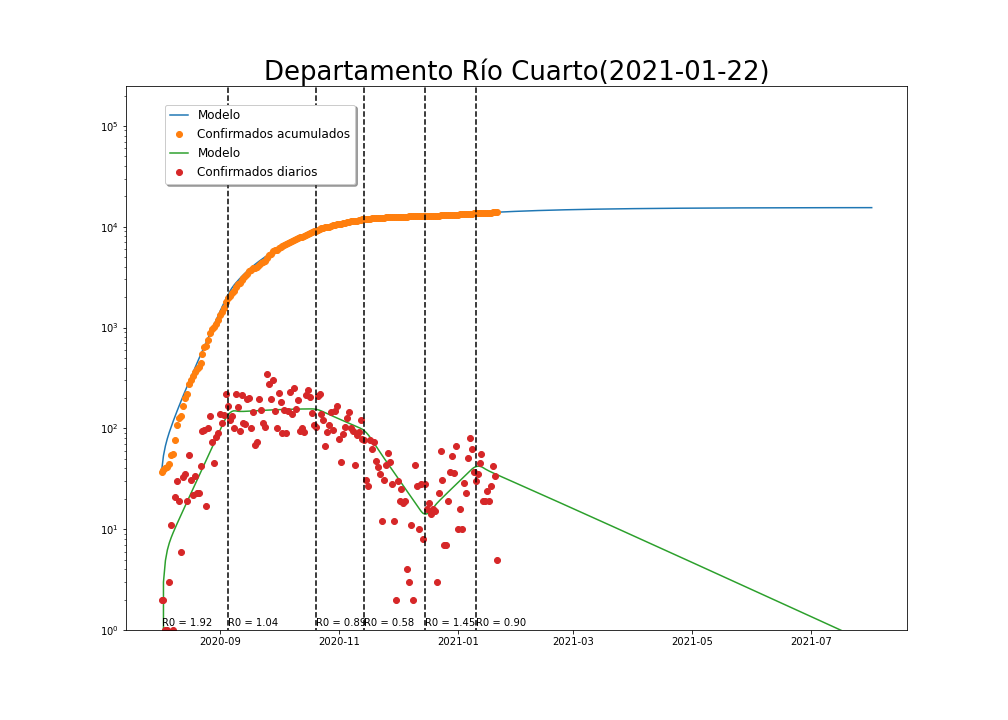 Departamento Río Cuarto(2021-01-22)
Modelo
Confirmados acumulados
Modelo
Confirmados diarios
10^5
10^4
10^3
10^2
10^1
10^0
R0 = 1.92 R0 = 1.04 R0 = 0.89 R0 = 0.58 R0 = 1.45 R0 = 0.90
2020-09 2020-11 2021-01 2021-03 2021-05 2021-07